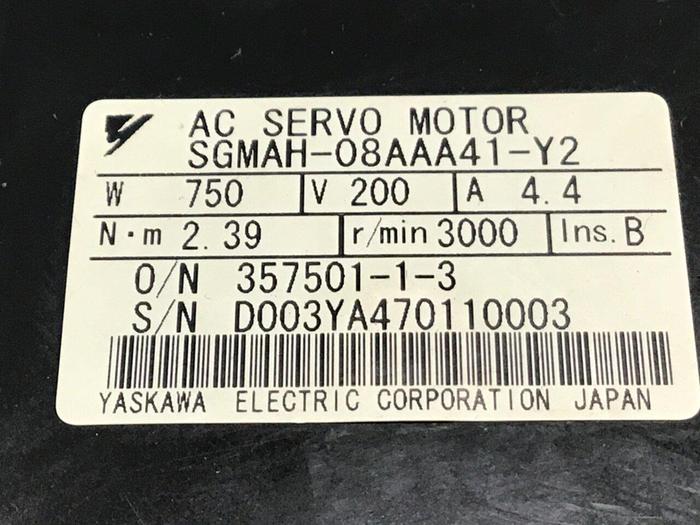 AC SERVO MOTOR
SGMAH-08AAA41-Y2
W 750 V 200 A 4.4
N·m 2.39 r/min 3000 Ins. B
O/N 357501-1-3
S/N D003YA470110003
YASKAWA ELECTRIC CORPORATION JAPAN